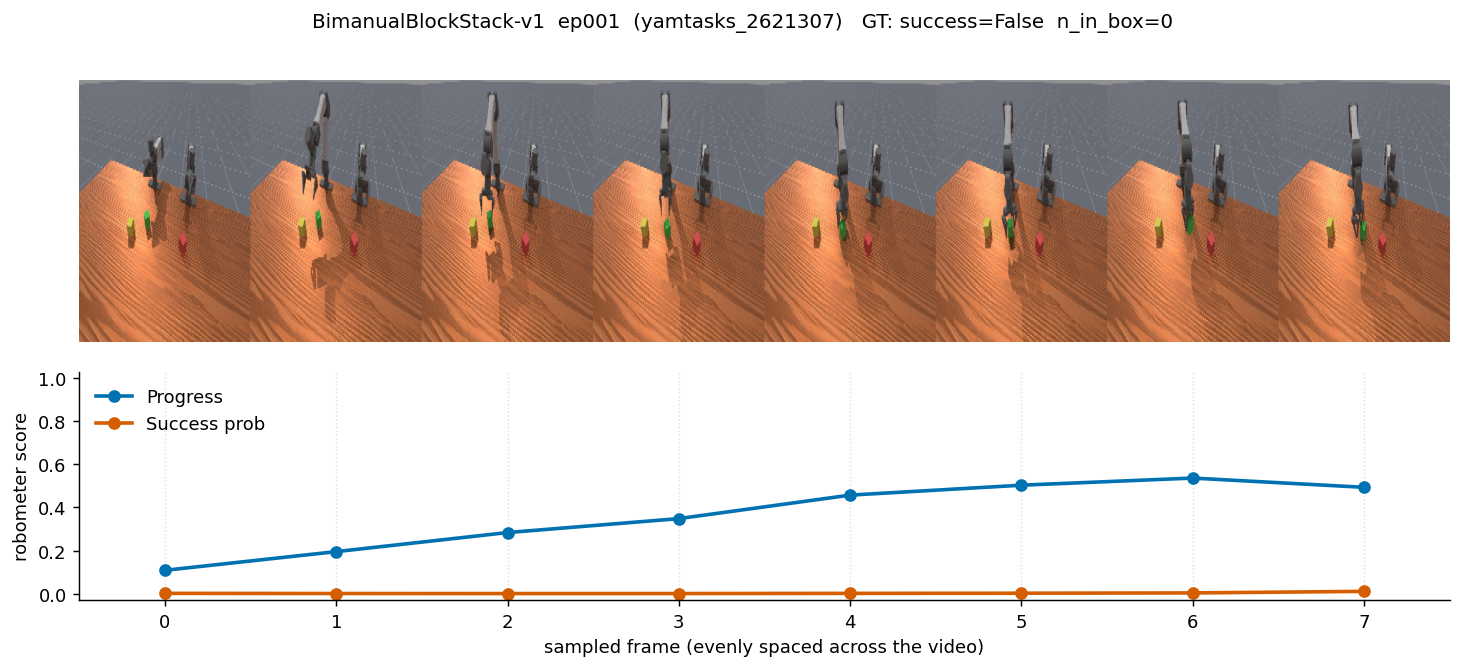 BimanualBlockStack-v1  ep001  (yamtasks_2621307)   GT: success=False  n_in_box=0
1.0
0.8
0.6
0.4
0.2
0.0
robometer score
Progress
Success prob
0 1 2 3 4 5 6 7
sampled frame (evenly spaced across the video)